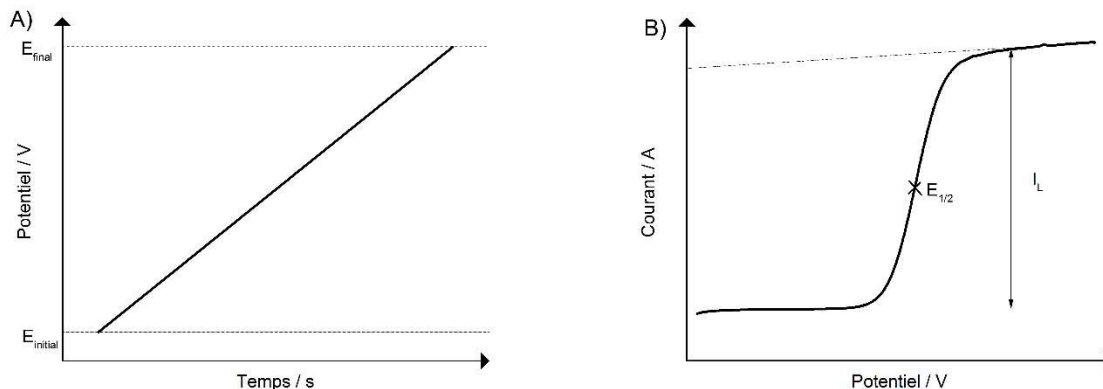 A)
E_final
Potentiel / V
E_initial
Temps / s
B)
Courant / A
E_1/2
I_L
Potentiel / V